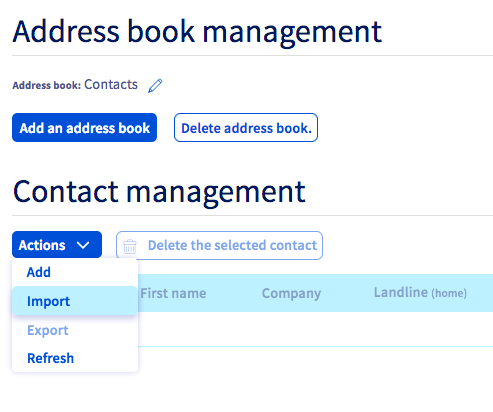 Address book management
Address book: Contacts
Add an address book Delete address book.
Contact management
Actions Delete the selected contact
Add
First name Company Landline (home)
Import
Export
Refresh